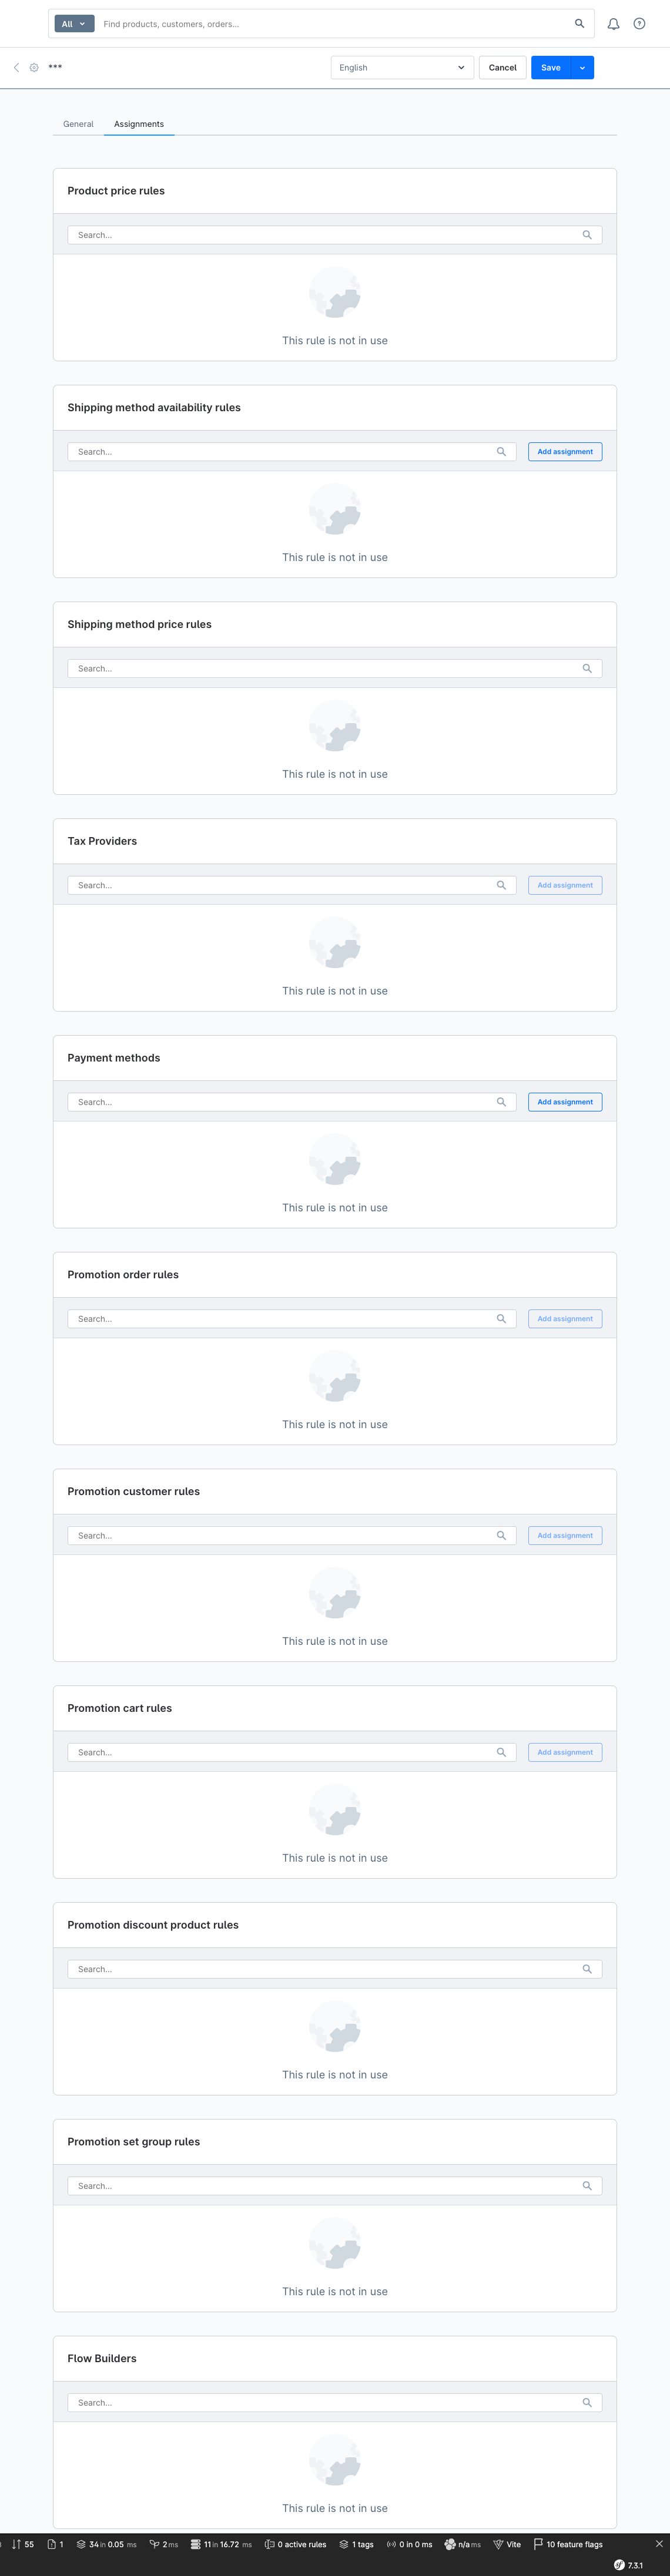 All
Find products, customers, orders...
***
English
Cancel
Save
General
Assignments
Product price rules
Search...
This rule is not in use
Shipping method availability rules
Search...
Add assignment
This rule is not in use
Shipping method price rules
Search...
This rule is not in use
Tax Providers
Search...
Add assignment
This rule is not in use
Payment methods
Search...
Add assignment
This rule is not in use
Promotion order rules
Search...
Add assignment
This rule is not in use
Promotion customer rules
Search...
Add assignment
This rule is not in use
Promotion cart rules
Search...
Add assignment
This rule is not in use
Promotion discount product rules
Search...
This rule is not in use
Promotion set group rules
Search...
This rule is not in use
Flow Builders
Search...
This rule is not in use
55 1 34 in 0.05 ms 2 ms 11 in 16.72 ms 0 active rules 1 tags 0 in 0 ms n/a ms Vite 10 feature flags
7.3.1